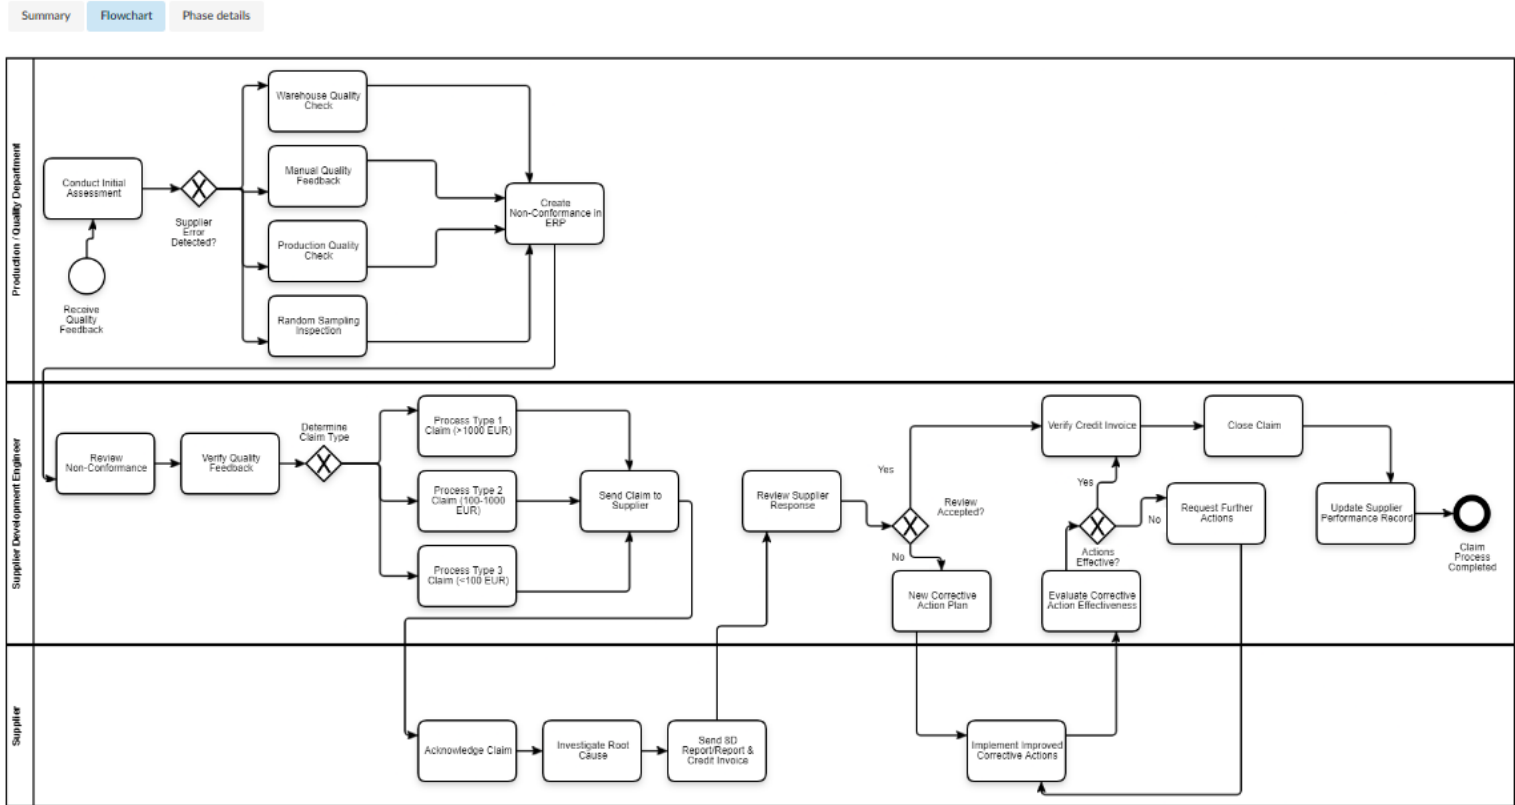 Summary
Flowchart
Phase details
Production / Quality Department
Warehouse Quality
Check
Manual Quality
Feedback
Conduct Initial
Assessment
Supplier
Error
Detected?
Create
Non-Conformance in
ERP
Production Quality
Check
Receive
Quality
Feedback
Random Sampling
Inspection
Supplier Development Engineer
Review
Non-Conformance
Verify Quality
Feedback
Determine
Claim Type
Process Type 1
Claim (>1000 EUR)
Process Type 2
Claim (100-1000
EUR)
Process Type 3
Claim (<100 EUR)
Send Claim to
Supplier
Review Supplier
Response
Yes
Review
Accepted?
No
New Corrective
Action Plan
Verify Credit Invoice
Close Claim
Yes
No
Actions
Effective?
Request Further
Actions
Evaluate Corrective
Action Effectiveness
Update Supplier
Performance Record
Claim
Process
Completed
Supplier
Acknowledge Claim
Investigate Root
Cause
Send 8D
Report/Report &
Credit Invoice
Implement Improved
Corrective Actions